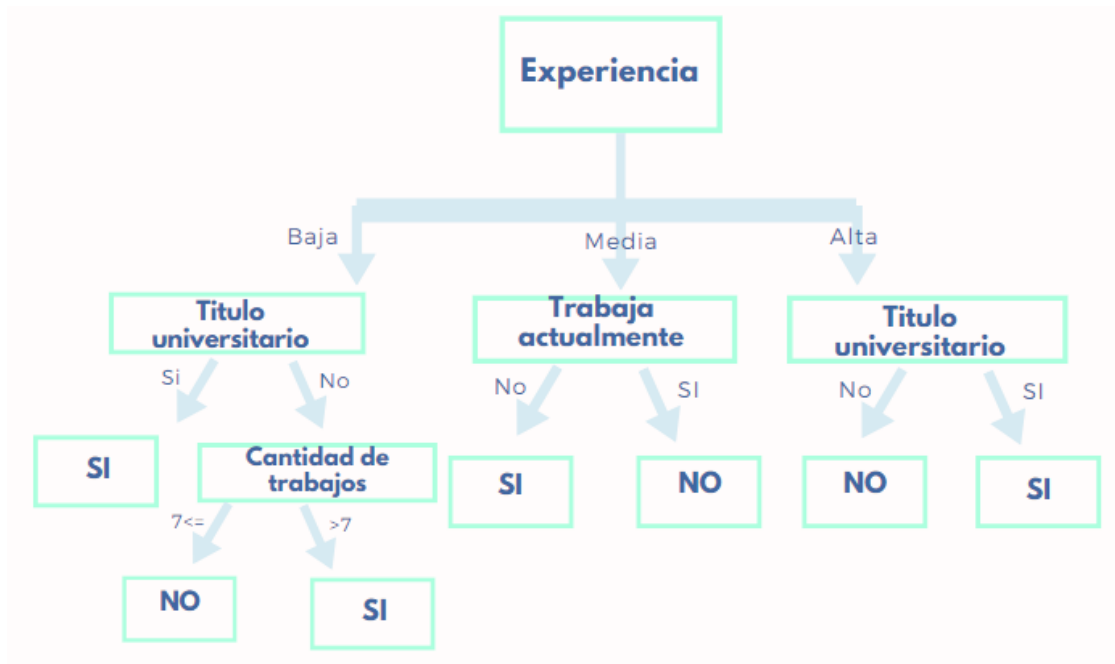 Experiencia
Baja
Media
Alta
Titulo
universitario
Trabaja
actualmente
Titulo
universitario
Si
No
No
SI
No
SI
SI
Cantidad de
trabajos
SI
NO
NO
SI
7<=
>7
NO
SI